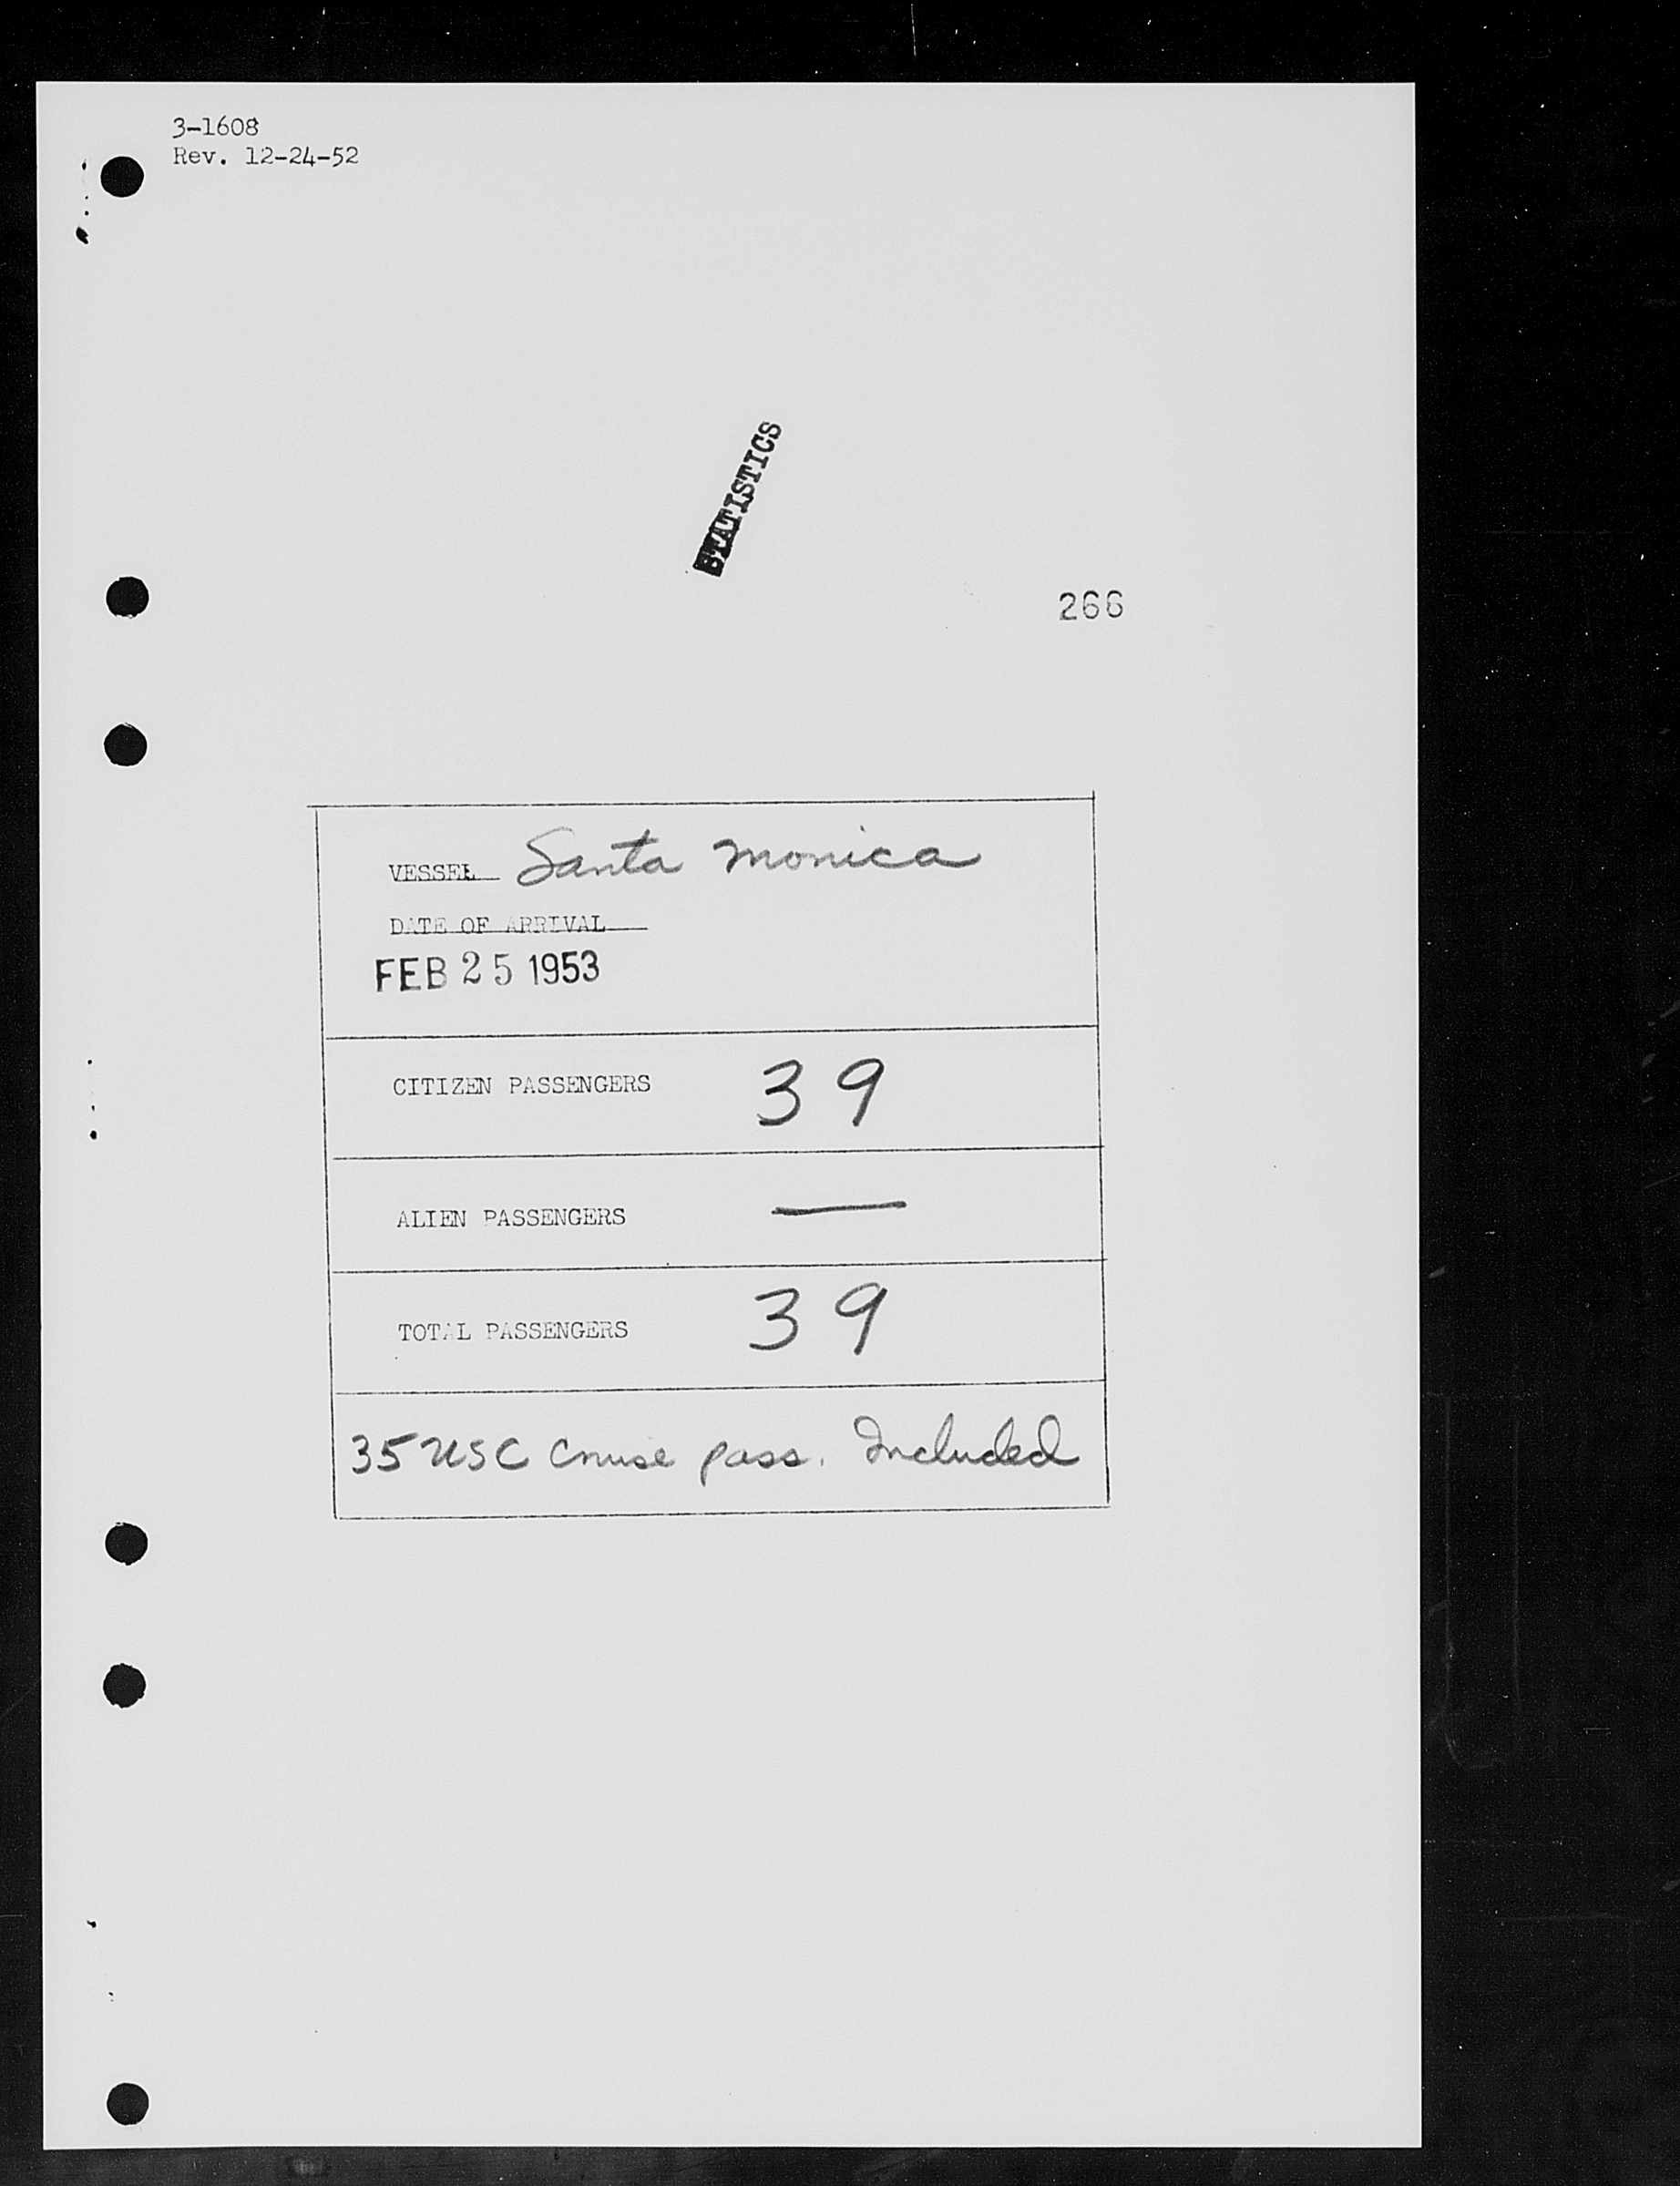 3-1608
Rev. 12-24-52
STATISTICS
266
VESSEL Santa Monica
DATE OF ARRIVAL
FEB 25 1953
CITIZEN PASSENGERS 39
ALIEN PASSENGERS —
TOTAL PASSENGERS 39
35 USC Cruise pass. Included